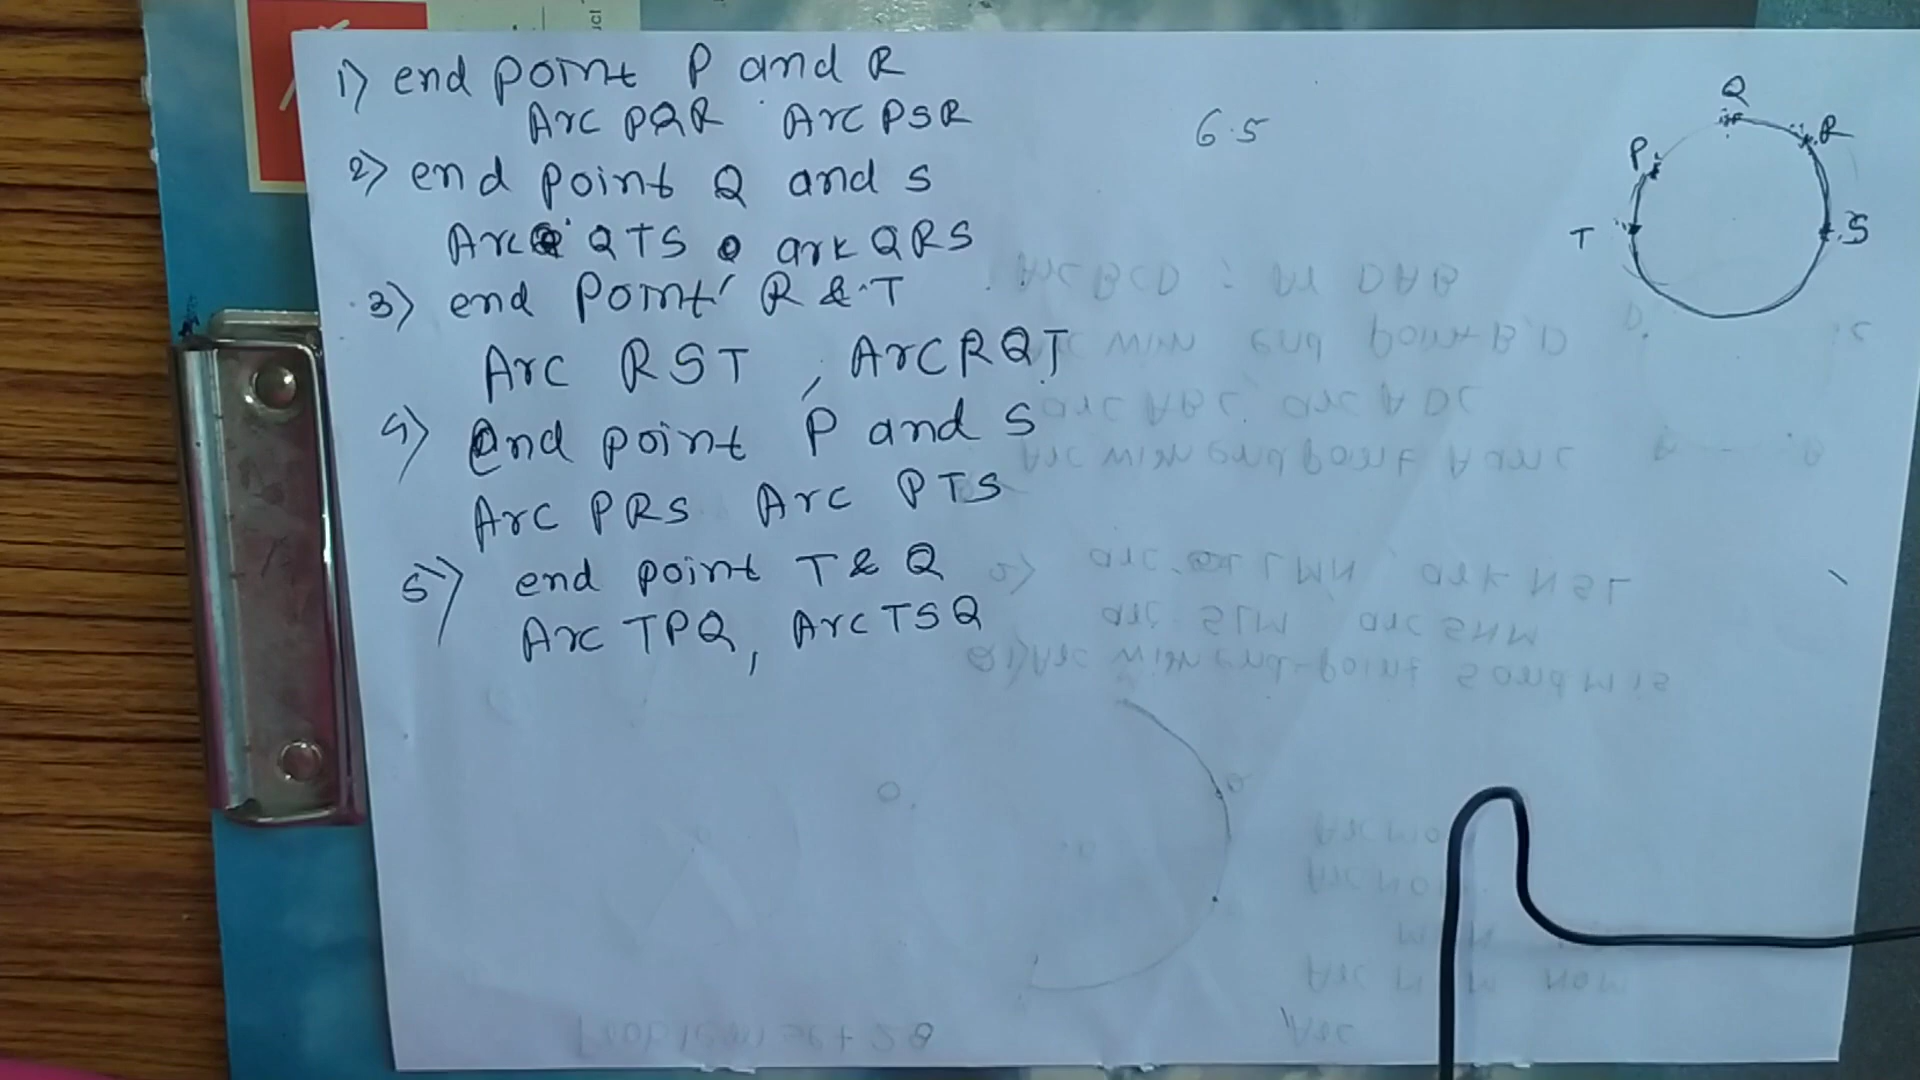 1) end point P and R
Arc PQR Arc PSR
2) end point Q and S
Arc QTS ark QRS
3) end Point R & T
Arc RST , Arc RQT
4) end point P and S
Arc PRS Arc PTS
5) end point T & Q
Arc TPQ, Arc TSQ
6.5
Q
R
P
S
T